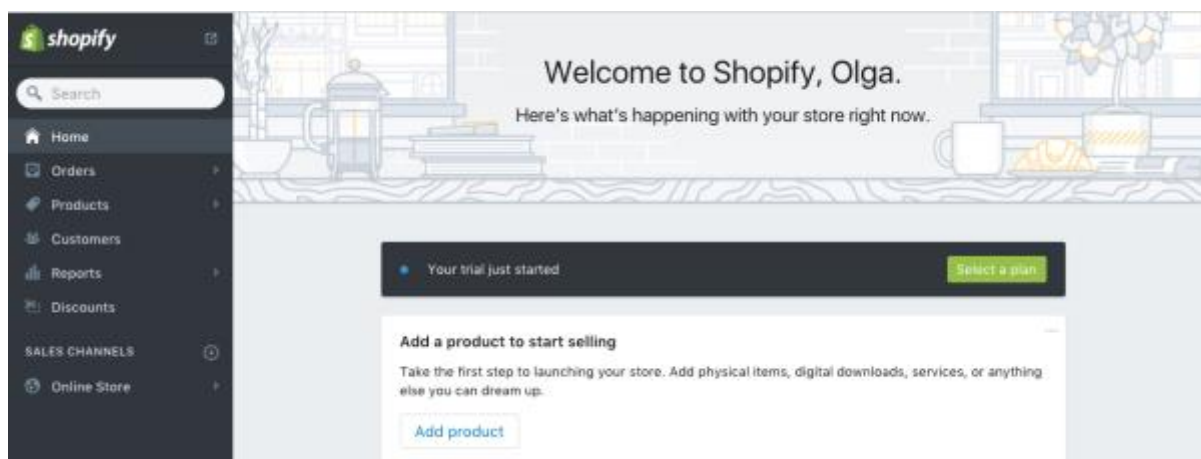 shopify
Search
Home
Orders
Products
Customers
Reports
Discounts
SALES CHANNELS
Online Store
Welcome to Shopify, Olga.
Here's what's happening with your store right now.
Your trial just started
Select a plan
Add a product to start selling
Take the first step to launching your store. Add physical items, digital downloads, services, or anything
else you can dream up.
Add product